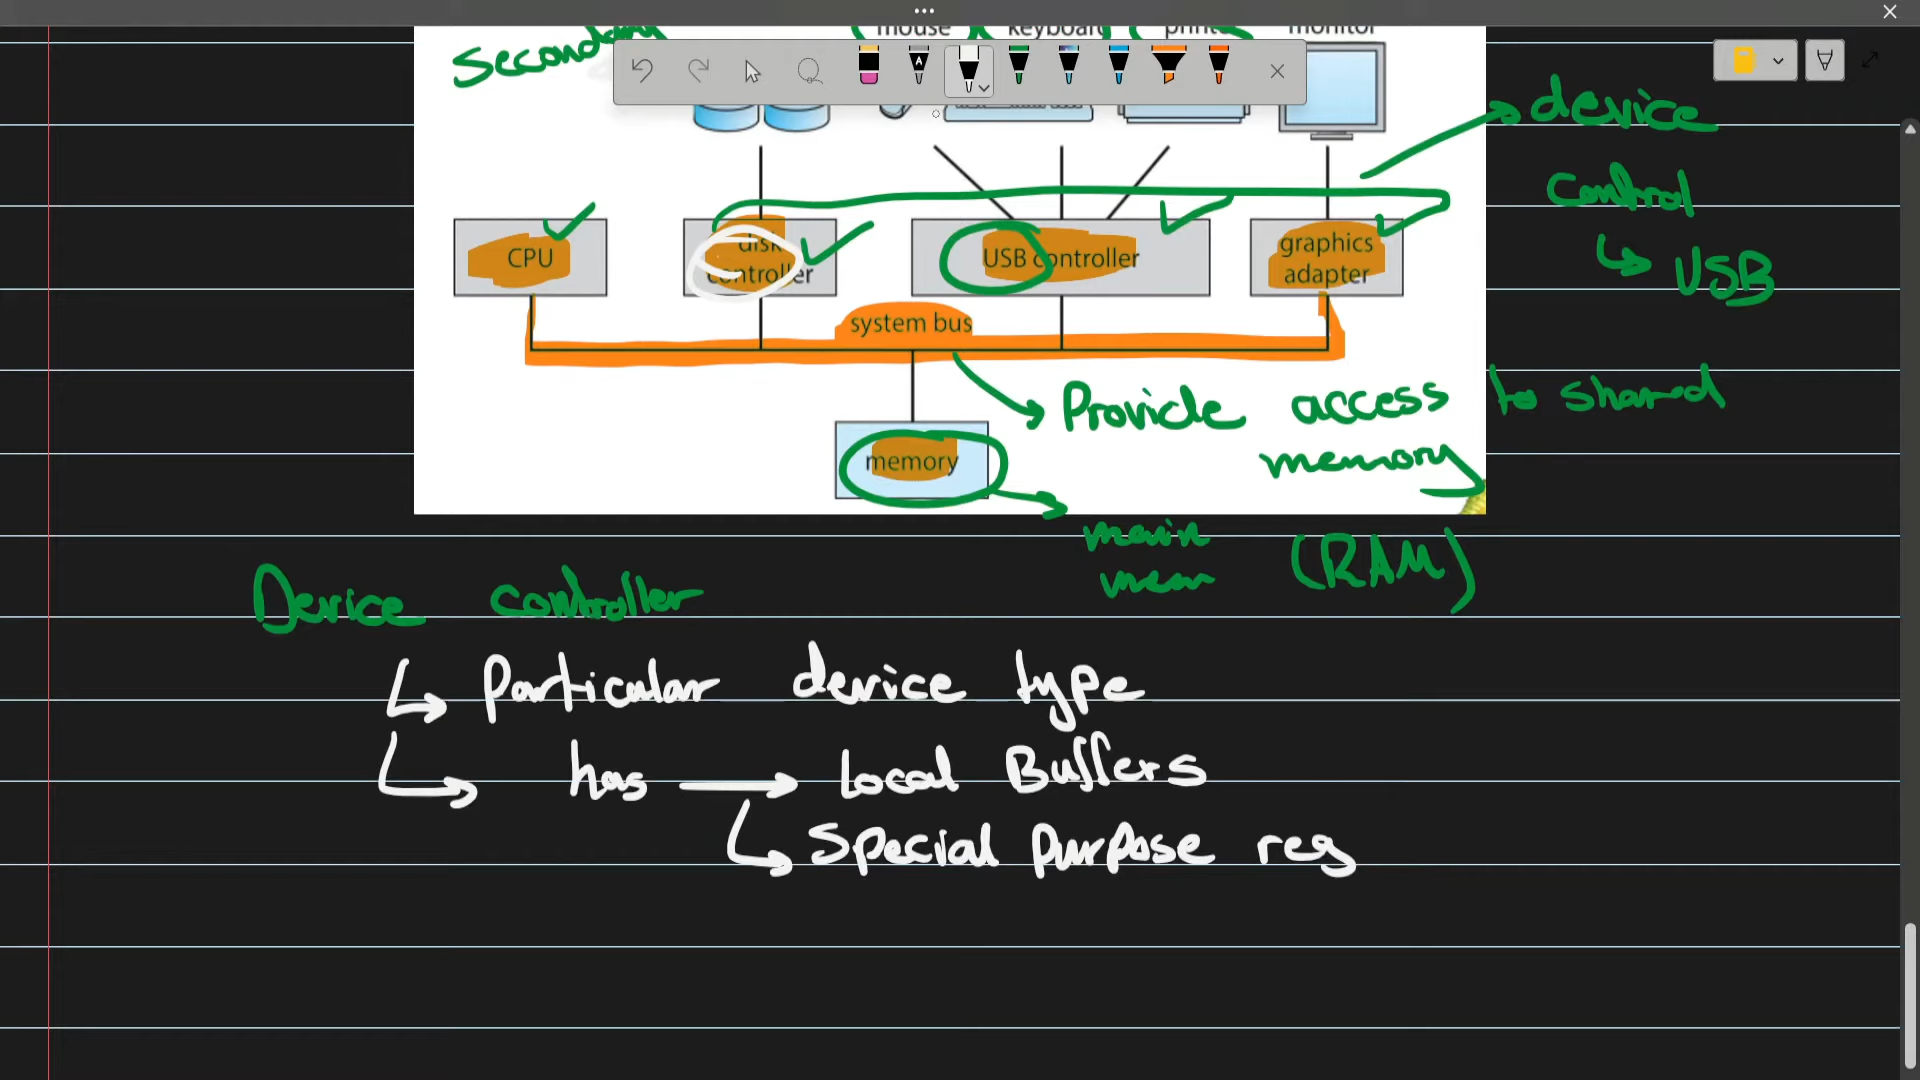 mouse keyboard printer monitor
secondary
device
control
USB
CPU
disk
controller
USB controller
graphics
adapter
system bus
Provide access to shared
memory
memory
main
mem
(RAM)
Device controller
Particular device type
has local Buffers
Special Purpose reg